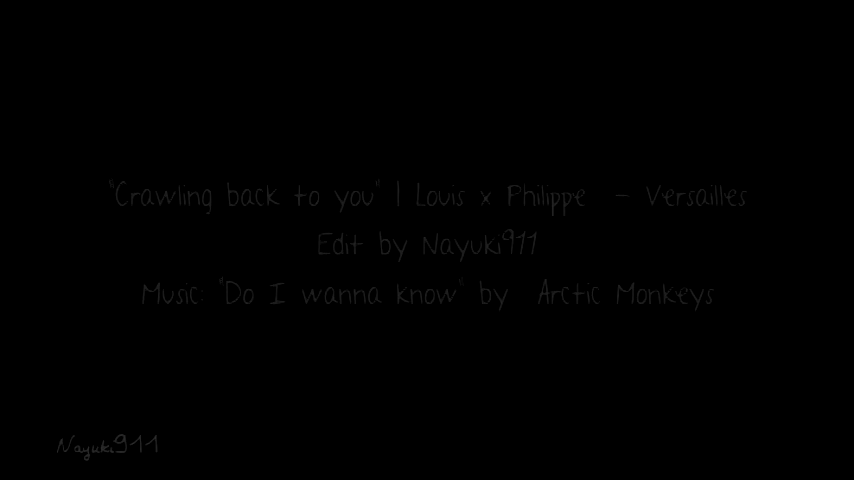 "Crawling back to you" | Louis x Philippe - Versailles
Edit by Nayuki911
Music: "Do I wanna know" by Arctic Monkeys
Nayuki911